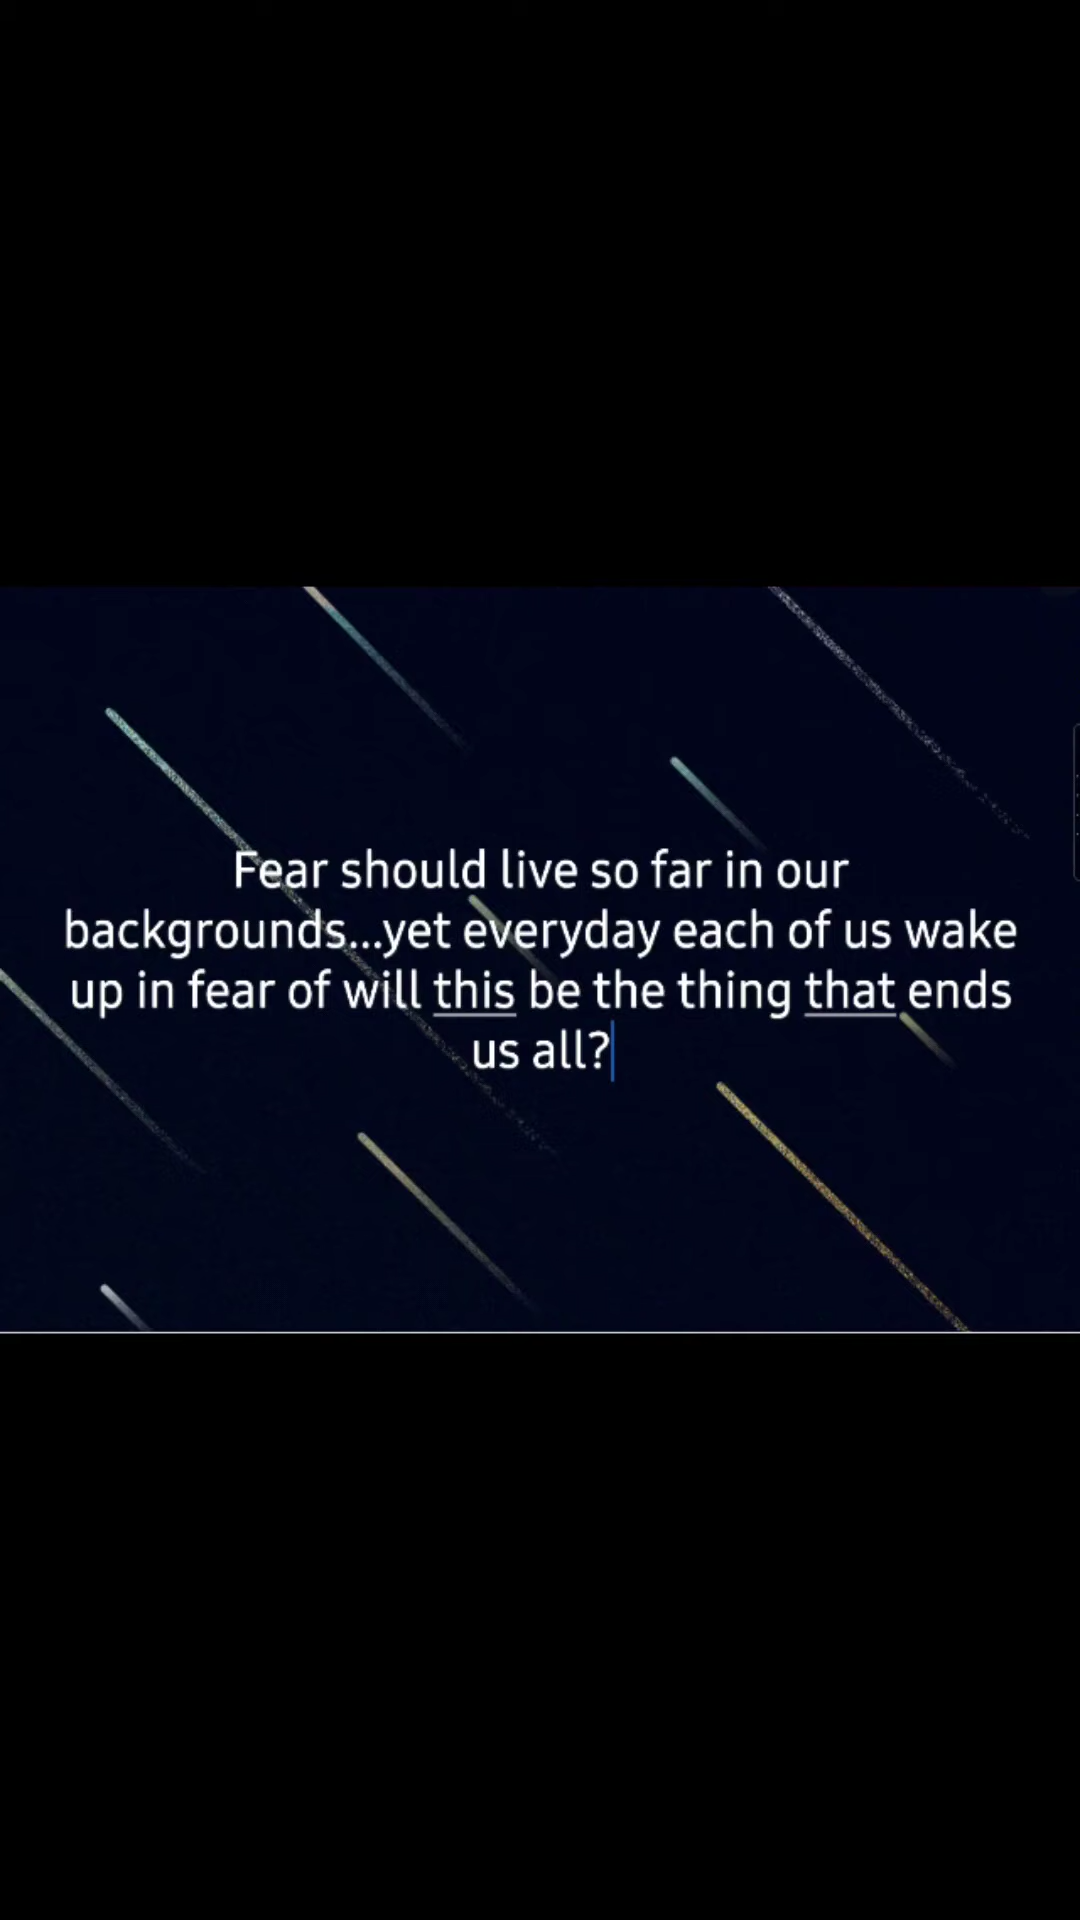 Fear should live so far in our
backgrounds...yet everyday each of us wake
up in fear of will this be the thing that ends
us all?